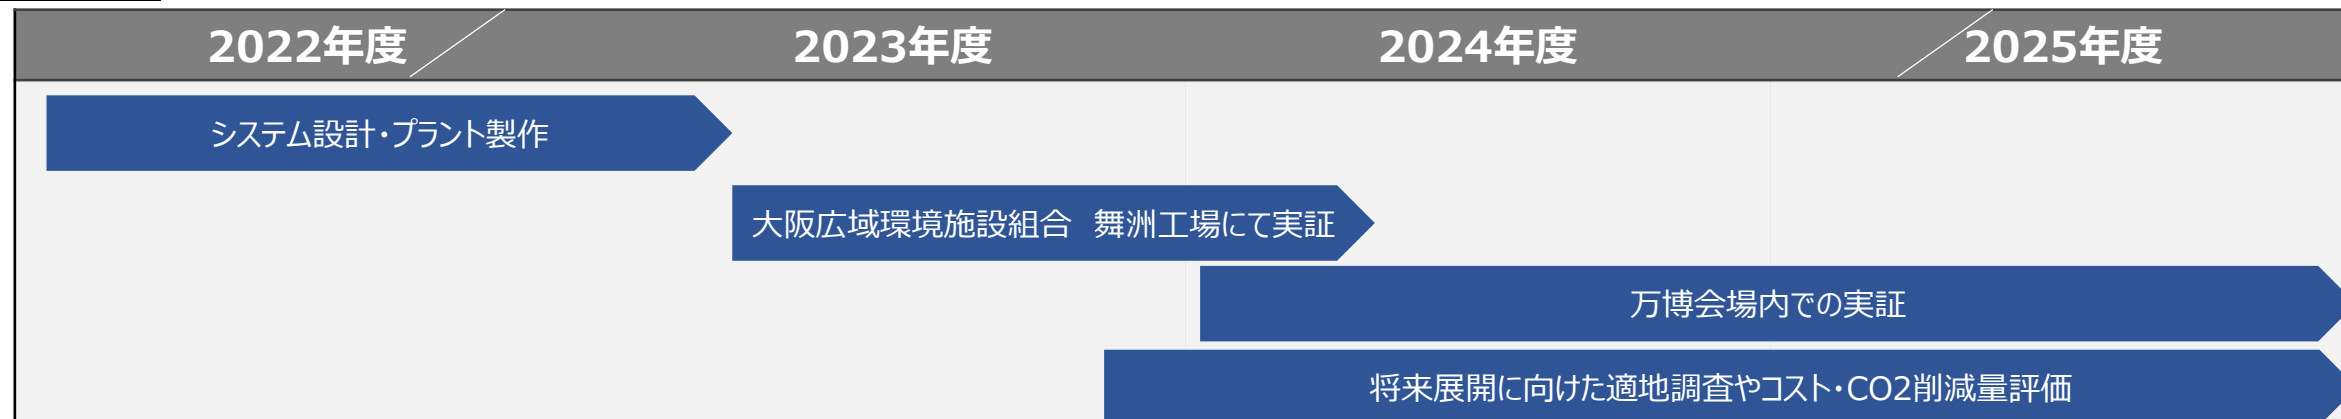 2022年度 2023年度 2024年度 2025年度
システム設計・プラント製作
大阪広域環境施設組合　舞洲工場にて実証
万博会場内での実証
将来展開に向けた適地調査やコスト・CO2削減量評価